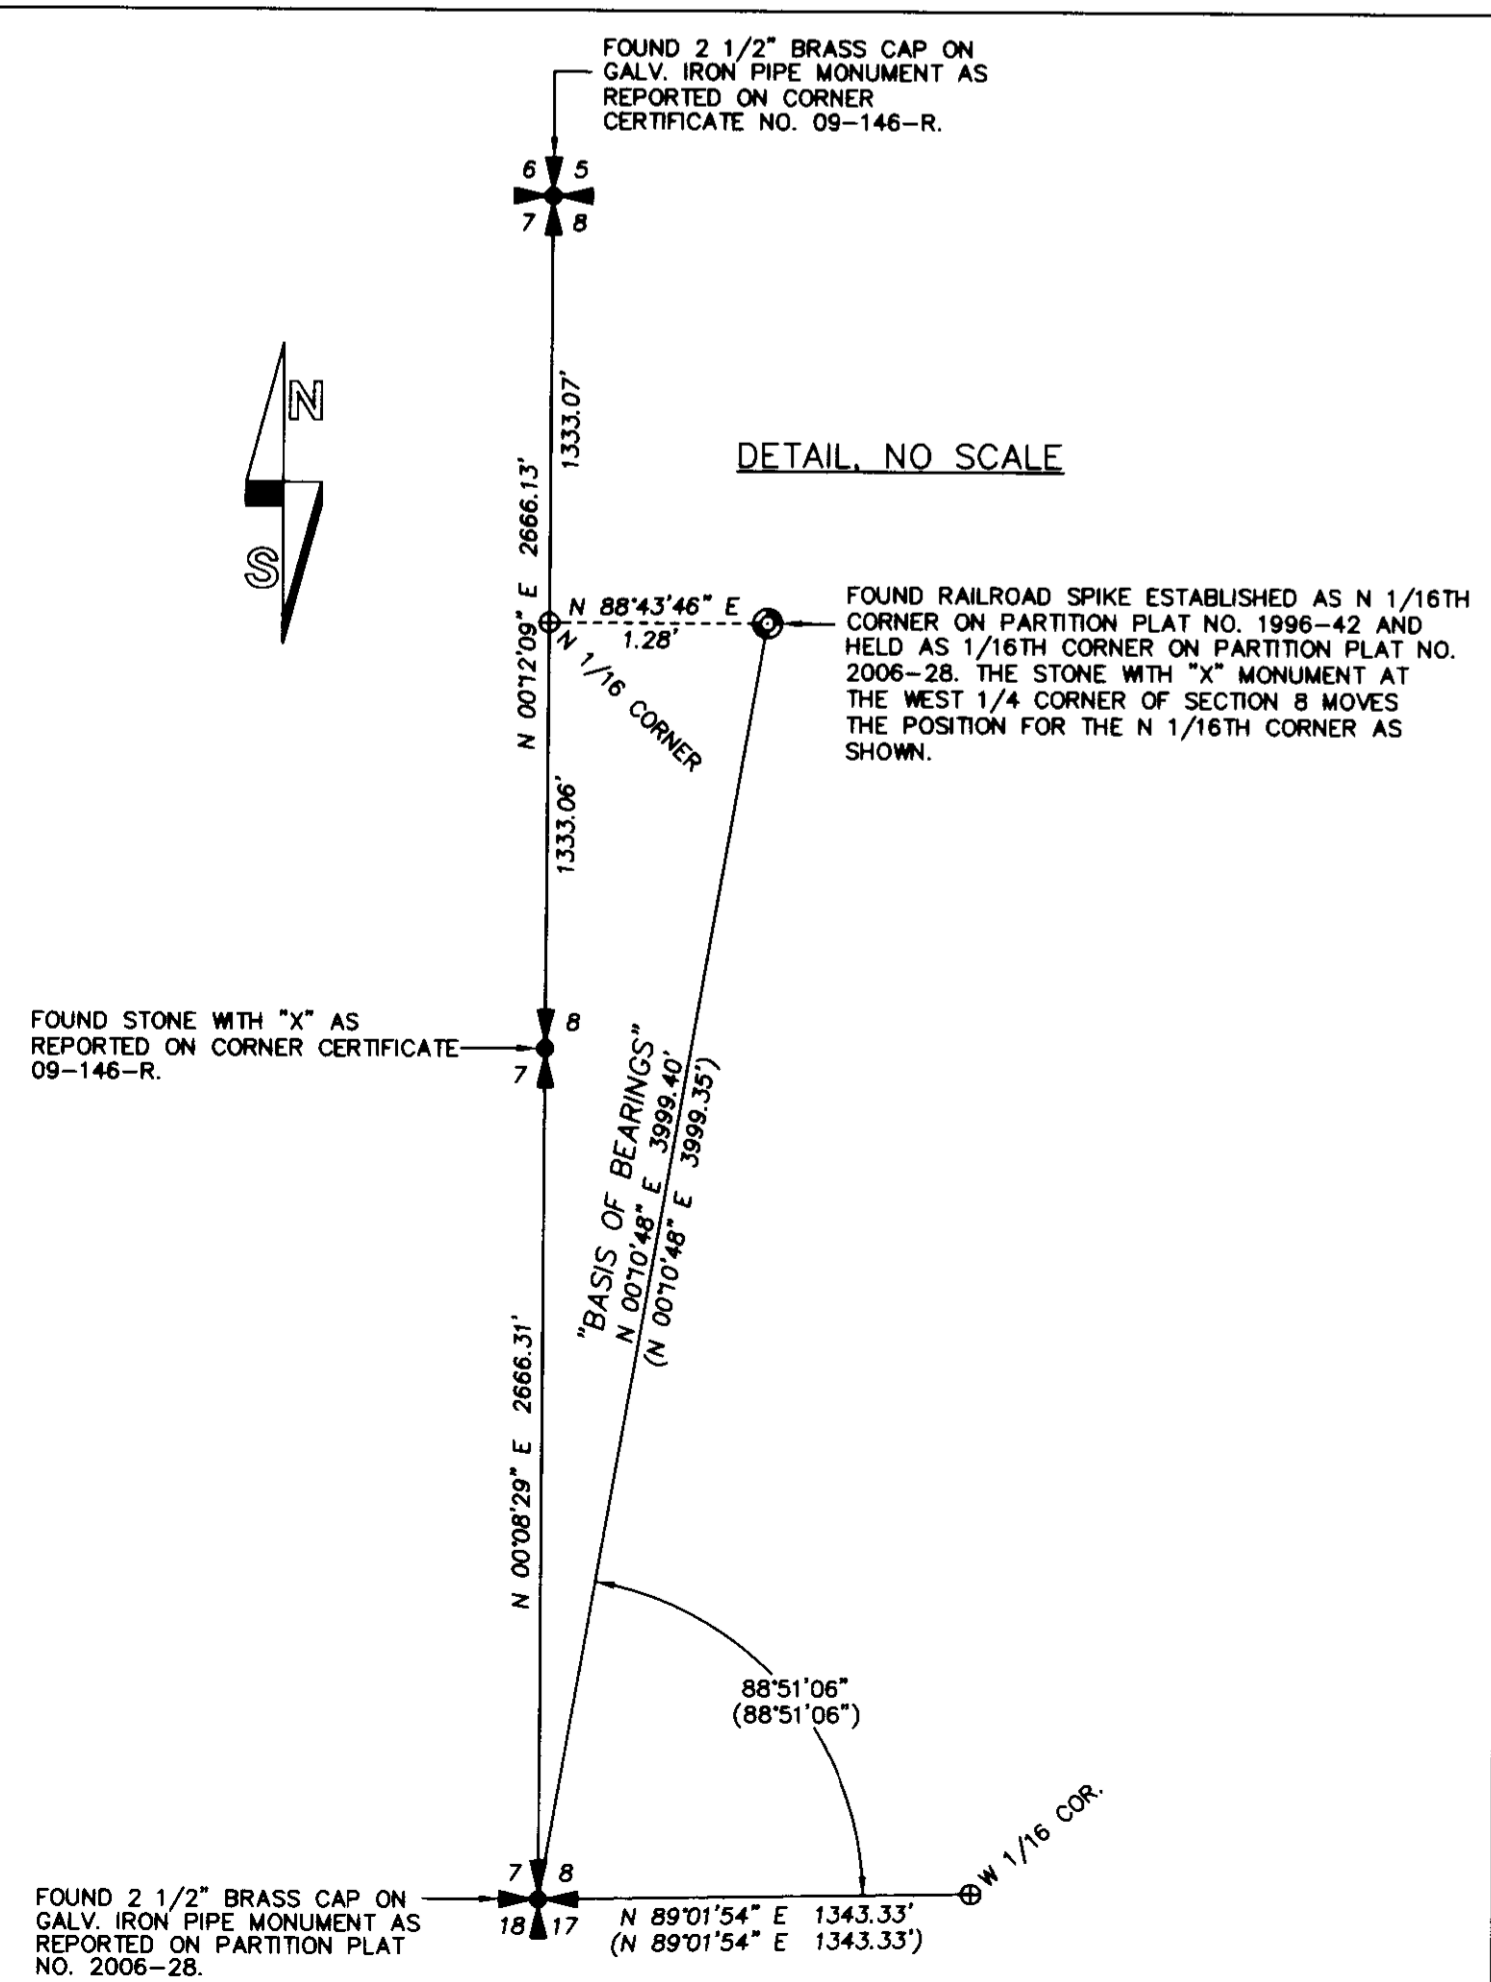 FOUND 2 1/2" BRASS CAP ON
GALV. IRON PIPE MONUMENT AS
REPORTED ON CORNER
CERTIFICATE NO. 09-146-R.
6 5
7 8
N
S
1333.07'
N 00°12'09" E 2666.13'
DETAIL, NO SCALE
N 88°43'46" E
1.28'
N 1/16 CORNER
FOUND RAILROAD SPIKE ESTABLISHED AS N 1/16TH
CORNER ON PARTITION PLAT NO. 1996-42 AND
HELD AS 1/16TH CORNER ON PARTITION PLAT NO.
2006-28. THE STONE WITH "X" MONUMENT AT
THE WEST 1/4 CORNER OF SECTION 8 MOVES
THE POSITION FOR THE N 1/16TH CORNER AS
SHOWN.
1333.06'
FOUND STONE WITH "X" AS
REPORTED ON CORNER CERTIFICATE
09-146-R.
8
7
"BASIS OF BEARINGS"
N 00°10'48" E 3999.40'
(N 00°10'48" E 3999.35')
N 00°08'29" E 2666.31'
88°51'06"
(88°51'06")
W 1/16 COR.
7 8
18 17
FOUND 2 1/2" BRASS CAP ON
GALV. IRON PIPE MONUMENT AS
REPORTED ON PARTITION PLAT
NO. 2006-28.
N 89°01'54" E 1343.33'
(N 89°01'54" E 1343.33')